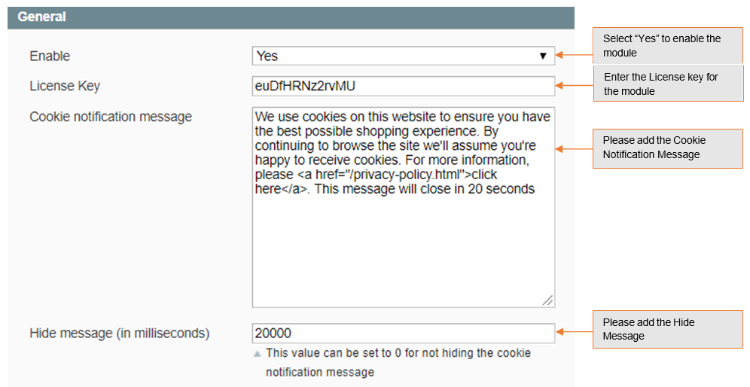 General
Enable
Yes
Select “Yes” to enable the
module
License Key
euDfHRNz2rvMU
Enter the License key for
the module
Cookie notification message
We use cookies on this website to ensure you have
the best possible shopping experience. By
continuing to browse the site we'll assume you're
happy to receive cookies. For more information,
please <a href="/privacy-policy.html">click
here</a>. This message will close in 20 seconds
Please add the Cookie
Notification Message
Hide message (in milliseconds)
20000
Please add the Hide
Message
This value can be set to 0 for not hiding the cookie
notification message